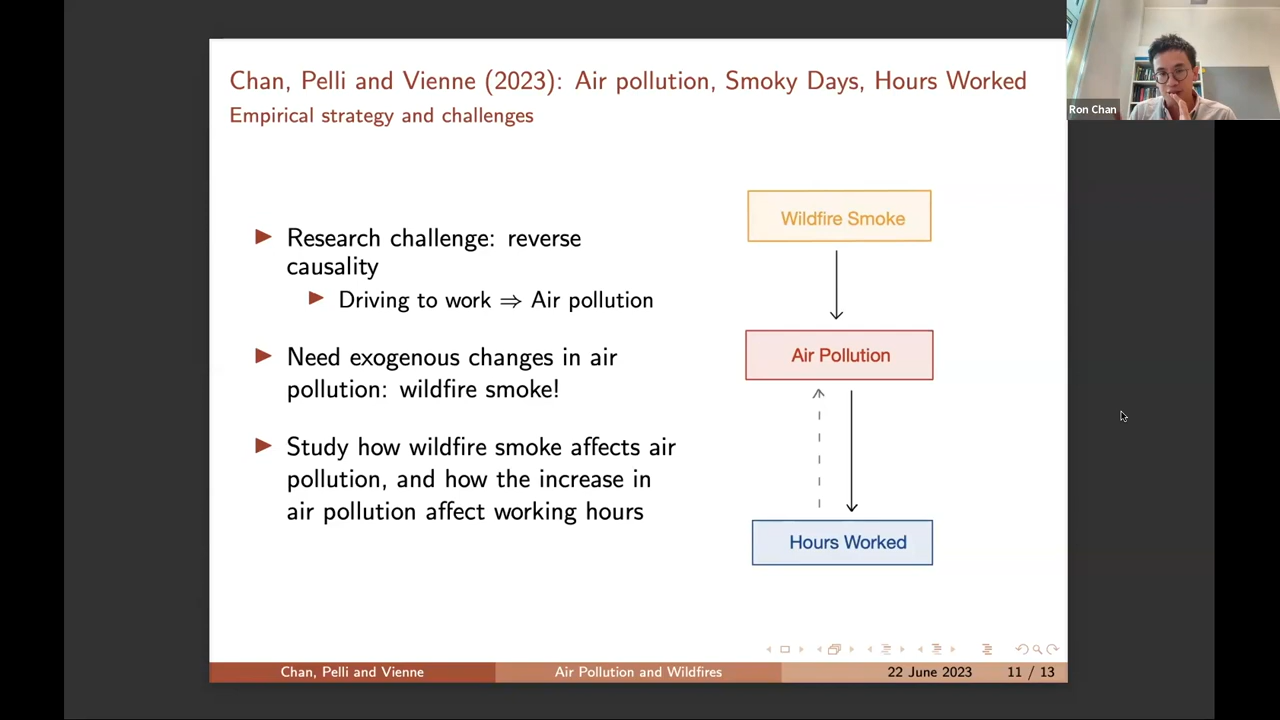 Chan, Pelli and Vienne (2023): Air pollution, Smoky Days, Hours Worked
Empirical strategy and challenges
Ron Chan
Research challenge: reverse
causality
Driving to work ⇒ Air pollution
Need exogenous changes in air
pollution: wildfire smoke!
Study how wildfire smoke affects air
pollution, and how the increase in
air pollution affect working hours
Wildfire Smoke
Air Pollution
Hours Worked
Chan, Pelli and Vienne
Air Pollution and Wildfires
22 June 2023
11 / 13